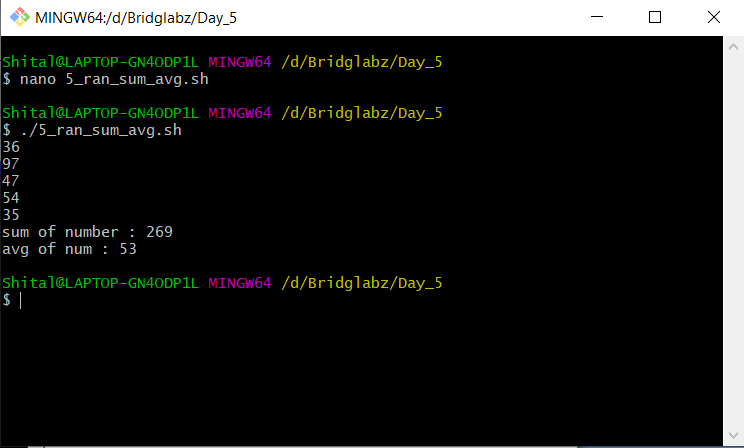 MINGW64:/d/Bridglabz/Day_5
Shital@LAPTOP-GN4ODP1L MINGW64 /d/Bridglabz/Day_5
$ nano 5_ran_sum_avg.sh
Shital@LAPTOP-GN4ODP1L MINGW64 /d/Bridglabz/Day_5
$ ./5_ran_sum_avg.sh
36
97
47
54
35
sum of number : 269
avg of num : 53
Shital@LAPTOP-GN4ODP1L MINGW64 /d/Bridglabz/Day_5
$